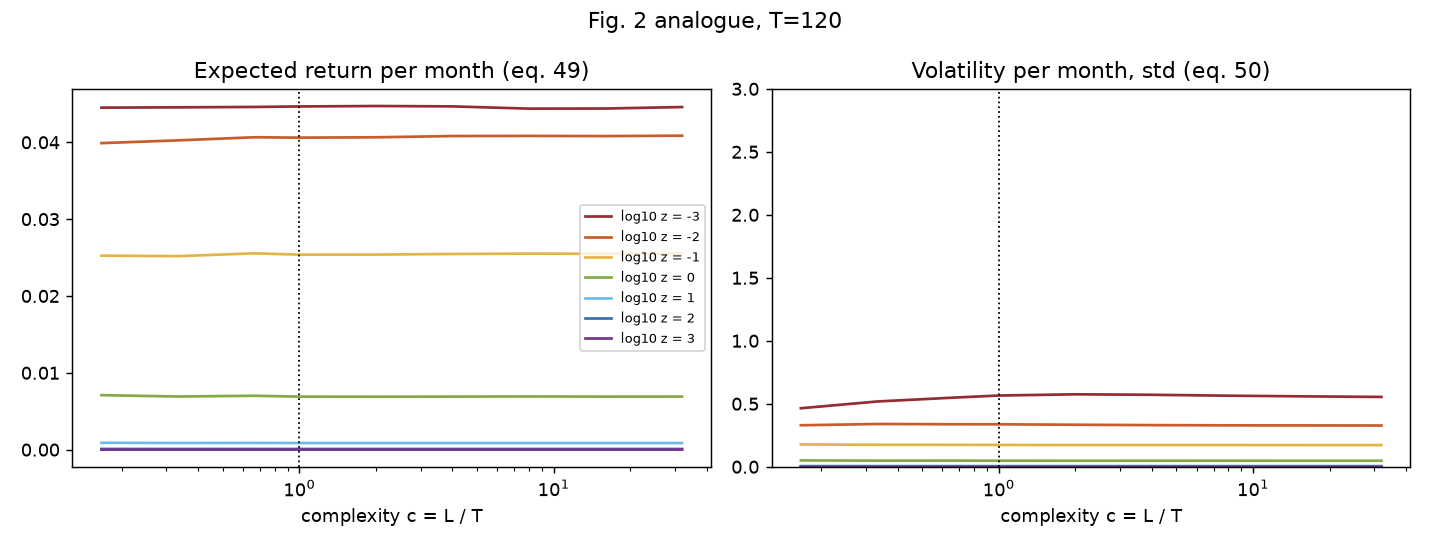 Fig. 2 analogue, T=120
Expected return per month (eq. 49)
0.04
0.03
0.02
0.01
0.00
10⁰
10¹
complexity c = L / T
log10 z = -3
log10 z = -2
log10 z = -1
log10 z = 0
log10 z = 1
log10 z = 2
log10 z = 3
Volatility per month, std (eq. 50)
3.0
2.5
2.0
1.5
1.0
0.5
0.0
10⁰
10¹
complexity c = L / T